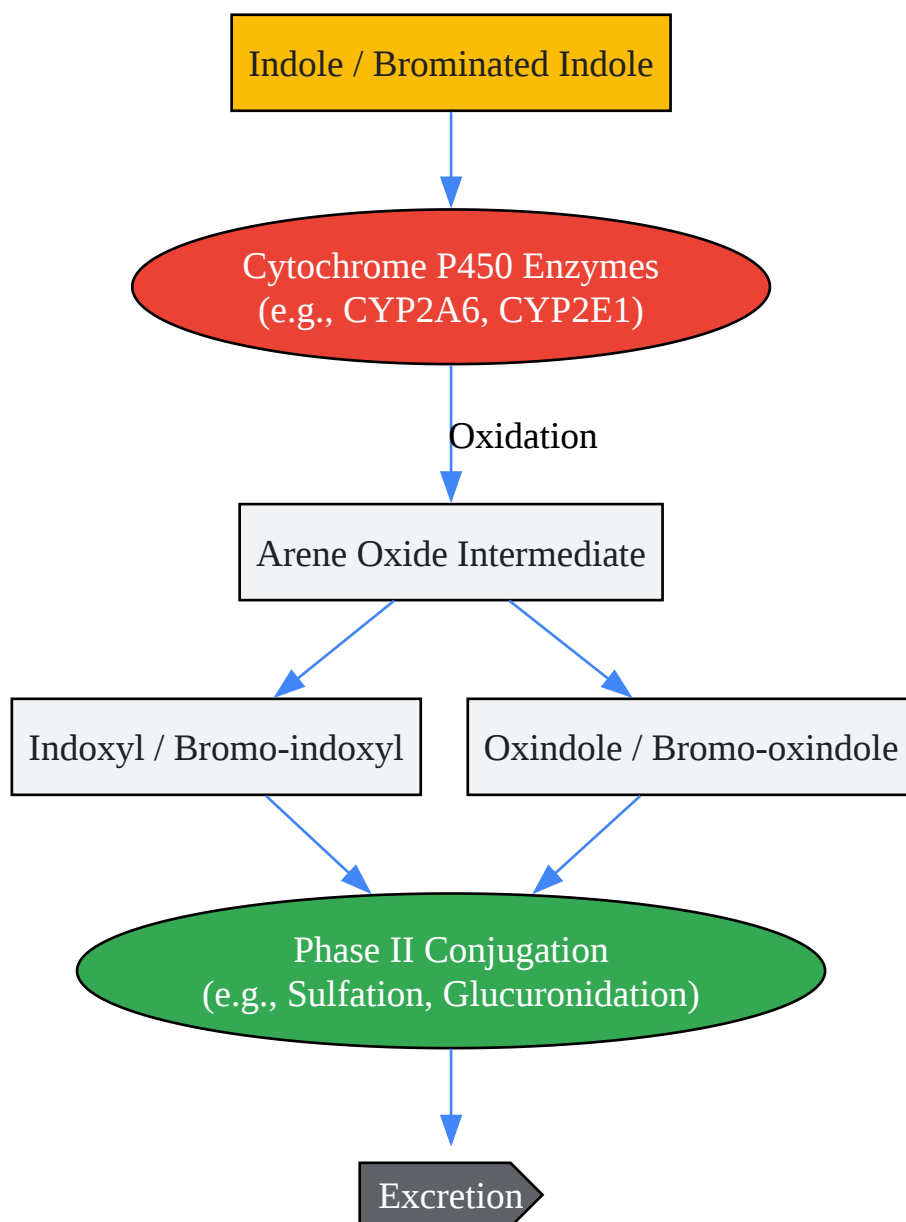 Indole / Brominated Indole
Cytochrome P450 Enzymes
(e.g., CYP2A6, CYP2E1)
Oxidation
Arene Oxide Intermediate
Indoxyl / Bromo-indoxyl
Oxindole / Bromo-oxindole
Phase II Conjugation
(e.g., Sulfation, Glucuronidation)
Excretion